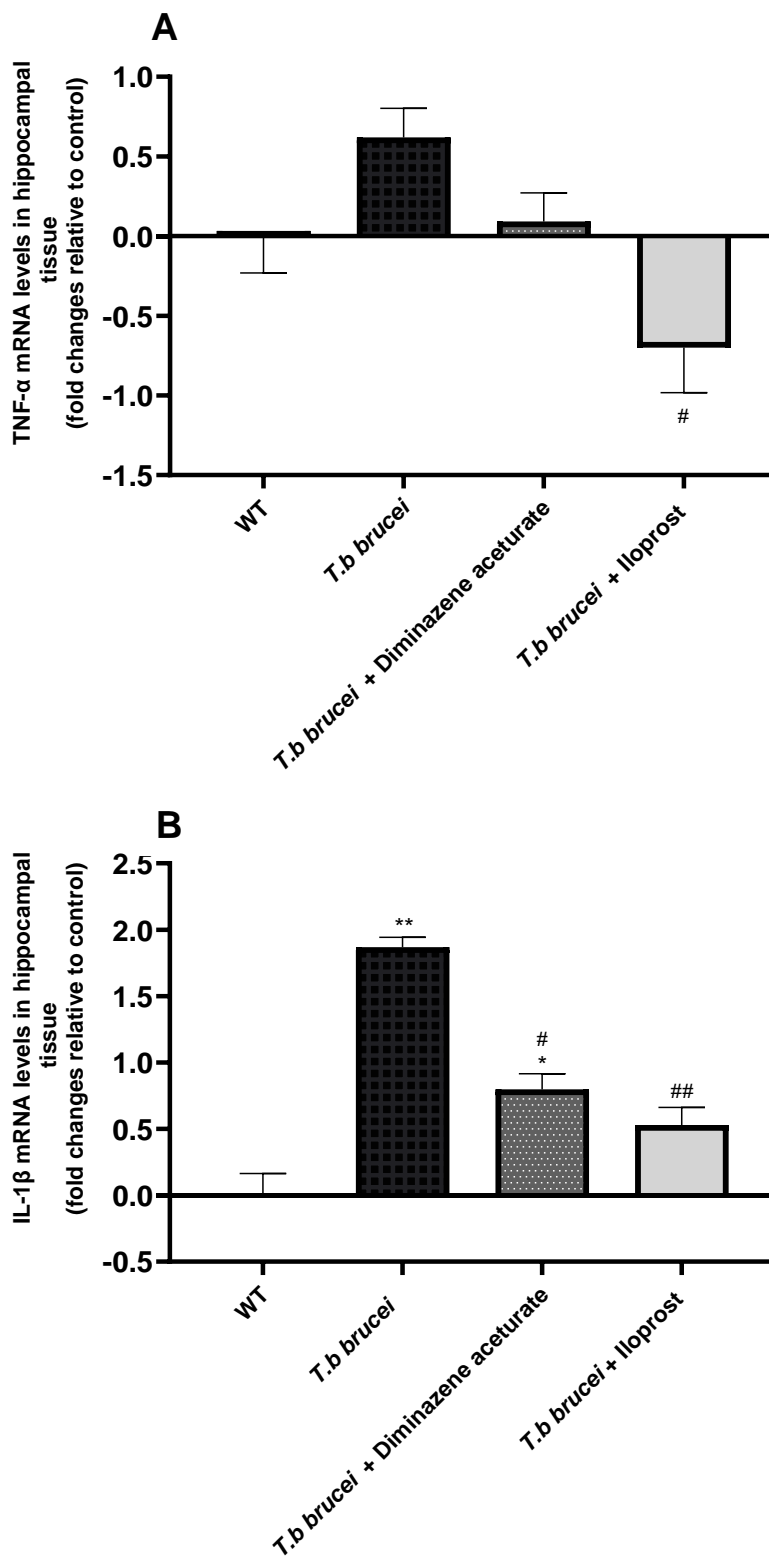 A
TNF-α mRNA levels in hippocampal
tissue
(fold changes relative to control)
1.0
0.5
0.0
-0.5
-1.0
-1.5
#
WT
T.b brucei
T.b brucei + Diminazene aceturate
T.b brucei + Iloprost
B
IL-1β mRNA levels in hippocampal
tissue
(fold changes relative to control)
2.5
2.0
1.5
1.0
0.5
0.0
-0.5
**
#
*
##
WT
T.b brucei
T.b brucei + Diminazene aceturate
T.b brucei + Iloprost